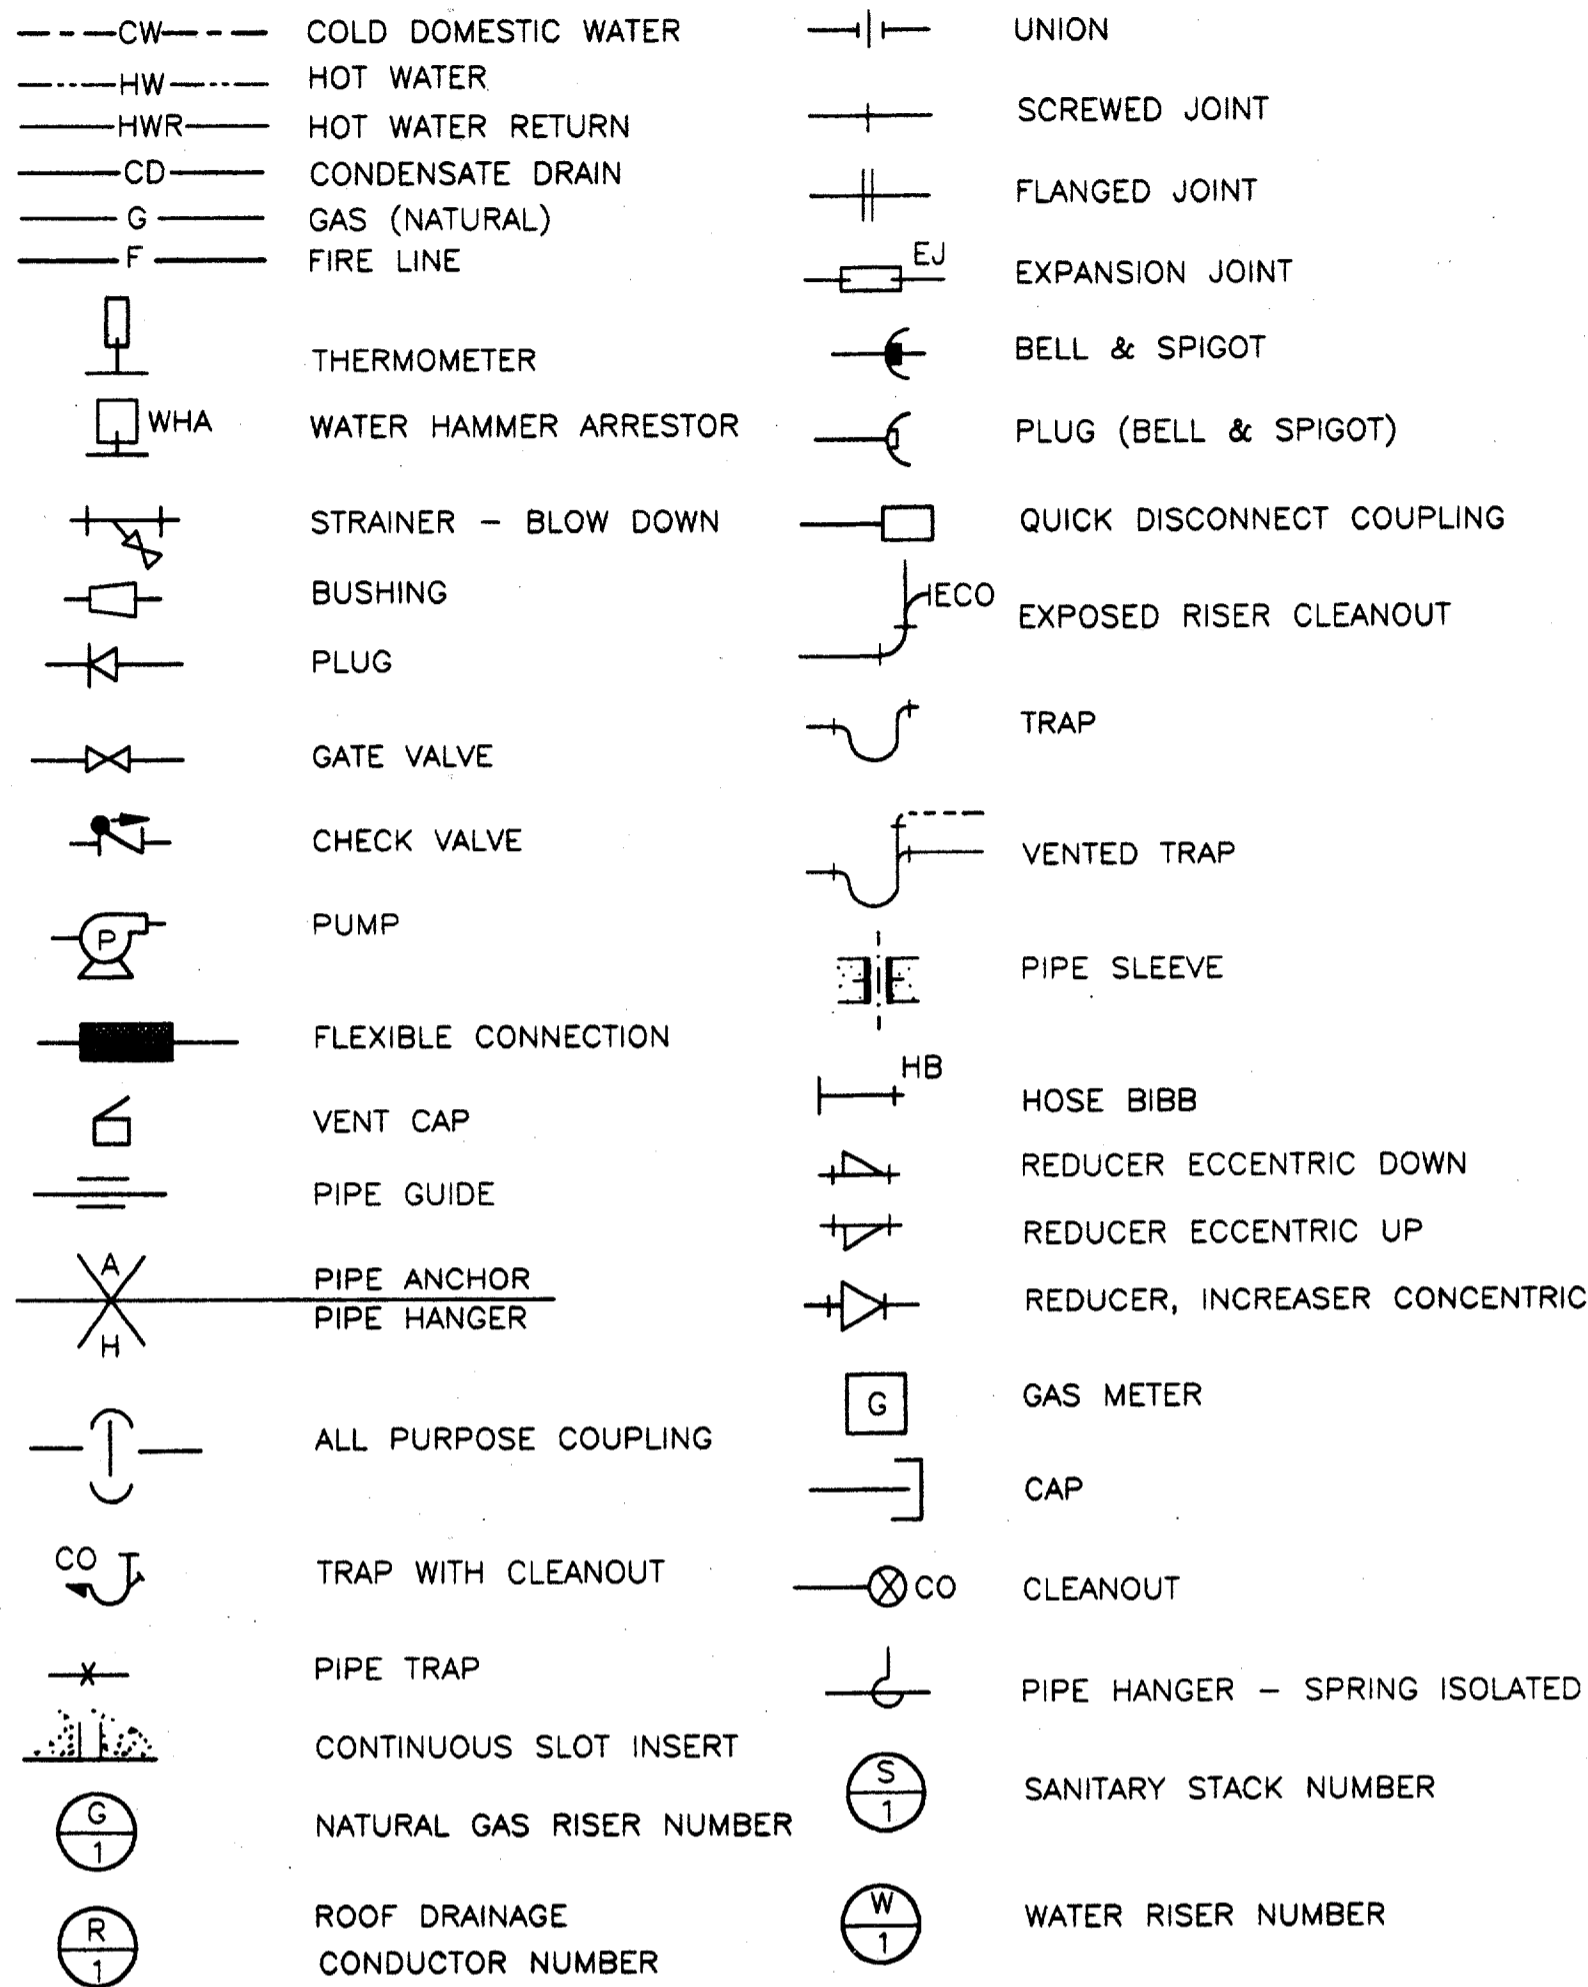 CW COLD DOMESTIC WATER
HW HOT WATER
HWR HOT WATER RETURN
CD CONDENSATE DRAIN
G GAS (NATURAL)
F FIRE LINE
THERMOMETER
WHA WATER HAMMER ARRESTOR
STRAINER – BLOW DOWN
BUSHING
PLUG
GATE VALVE
CHECK VALVE
P PUMP
FLEXIBLE CONNECTION
VENT CAP
PIPE GUIDE
A PIPE ANCHOR
H PIPE HANGER
ALL PURPOSE COUPLING
CO TRAP WITH CLEANOUT
PIPE TRAP
CONTINUOUS SLOT INSERT
G
1
NATURAL GAS RISER NUMBER
R
1
ROOF DRAINAGE
CONDUCTOR NUMBER
UNION
SCREWED JOINT
FLANGED JOINT
EJ EXPANSION JOINT
BELL & SPIGOT
PLUG (BELL & SPIGOT)
QUICK DISCONNECT COUPLING
ECO EXPOSED RISER CLEANOUT
TRAP
VENTED TRAP
PIPE SLEEVE
HB
HOSE BIBB
REDUCER ECCENTRIC DOWN
REDUCER ECCENTRIC UP
REDUCER, INCREASER CONCENTRIC
G GAS METER
CAP
CO CLEANOUT
PIPE HANGER – SPRING ISOLATED
S
1
SANITARY STACK NUMBER
W
1
WATER RISER NUMBER